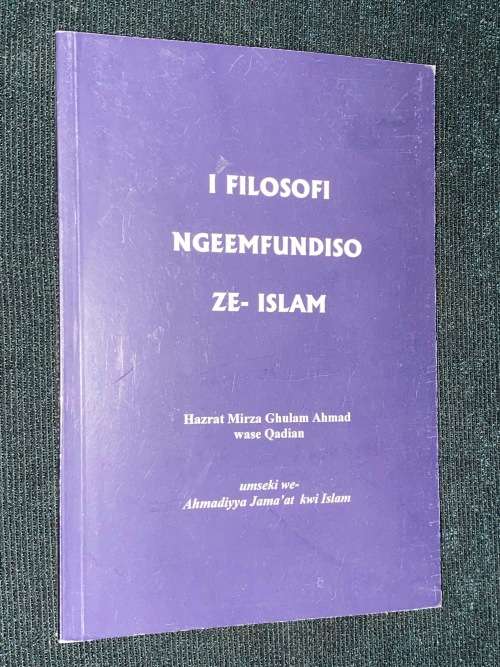 I FILOSOFI
NGEEMFUNDISO
ZE- ISLAM
Hazrat Mirza Ghulam Ahmad
wase Qadian
umseki we-
Ahmadiyya Jama'at kwi Islam